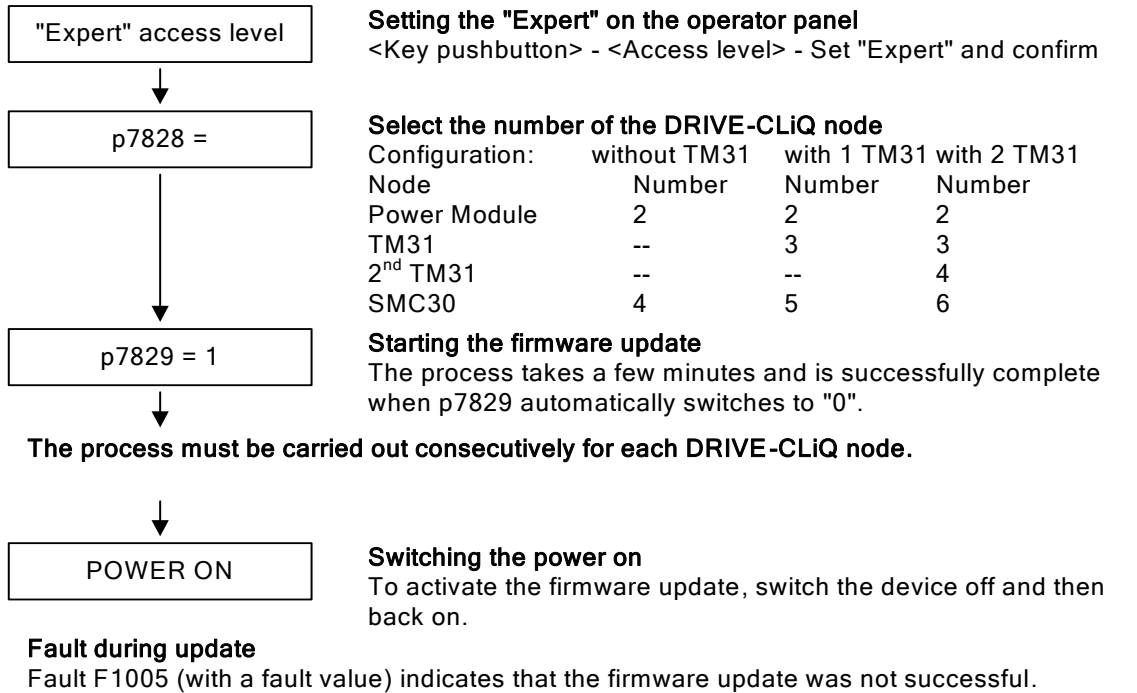 "Expert" access level
Setting the "Expert" on the operator panel
<Key pushbutton> - <Access level> - Set "Expert" and confirm
p7828 =
Select the number of the DRIVE-CLiQ node
Configuration: without TM31 with 1 TM31 with 2 TM31
Node Number Number Number
Power Module 2 2 2
TM31 -- 3 3
2nd TM31 -- -- 4
SMC30 4 5 6
p7829 = 1
Starting the firmware update
The process takes a few minutes and is successfully complete
when p7829 automatically switches to "0".
The process must be carried out consecutively for each DRIVE-CLiQ node.
POWER ON
Switching the power on
To activate the firmware update, switch the device off and then
back on.
Fault during update
Fault F1005 (with a fault value) indicates that the firmware update was not successful.